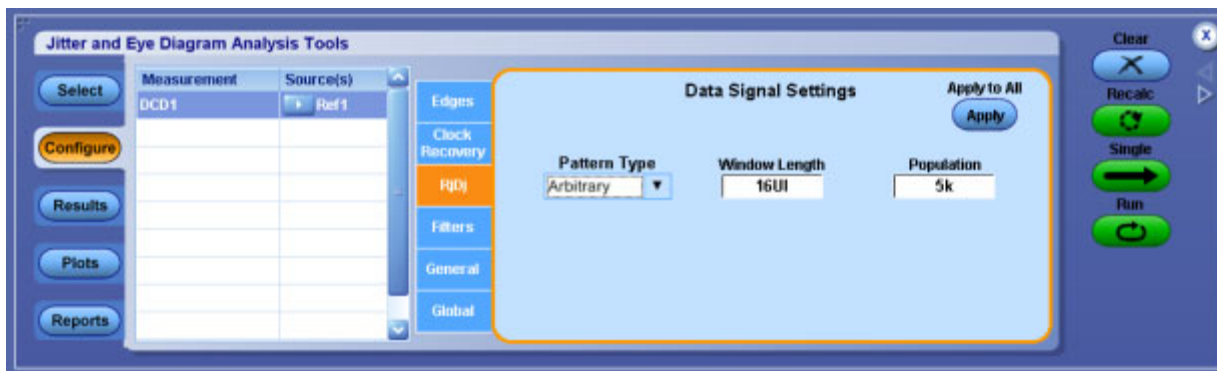 Jitter and Eye Diagram Analysis Tools
Select
Configure
Results
Plots
Reports
Measurement Source(s)
DCD1 Ref1
Edges
Clock
Recovery
RjDj
Filters
General
Global
Data Signal Settings
Apply to All
Apply
Pattern Type
Arbitrary
Window Length
16UI
Population
5k
Clear
X
Recalc
Single
Run